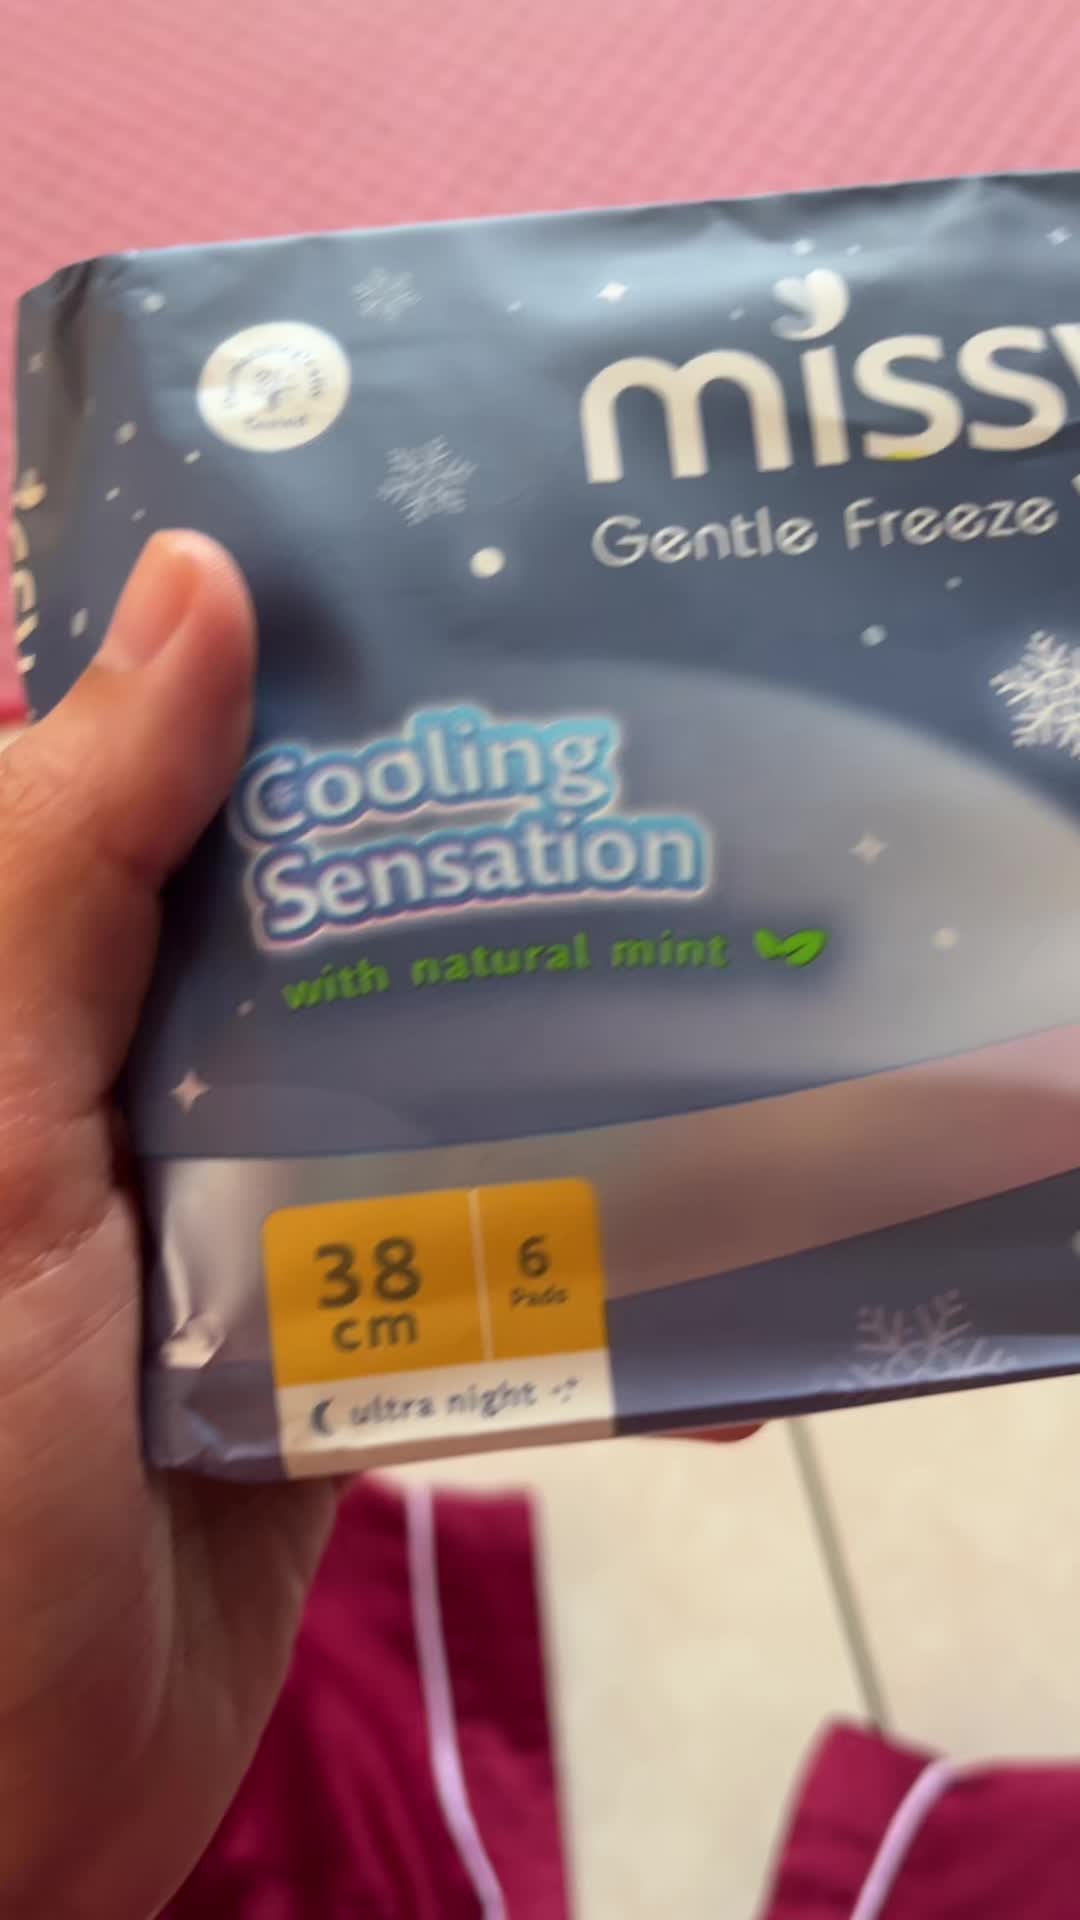 missy
Gentle Freeze
Cooling
Sensation
with natural mint
38
cm
6
Pads
ultra night